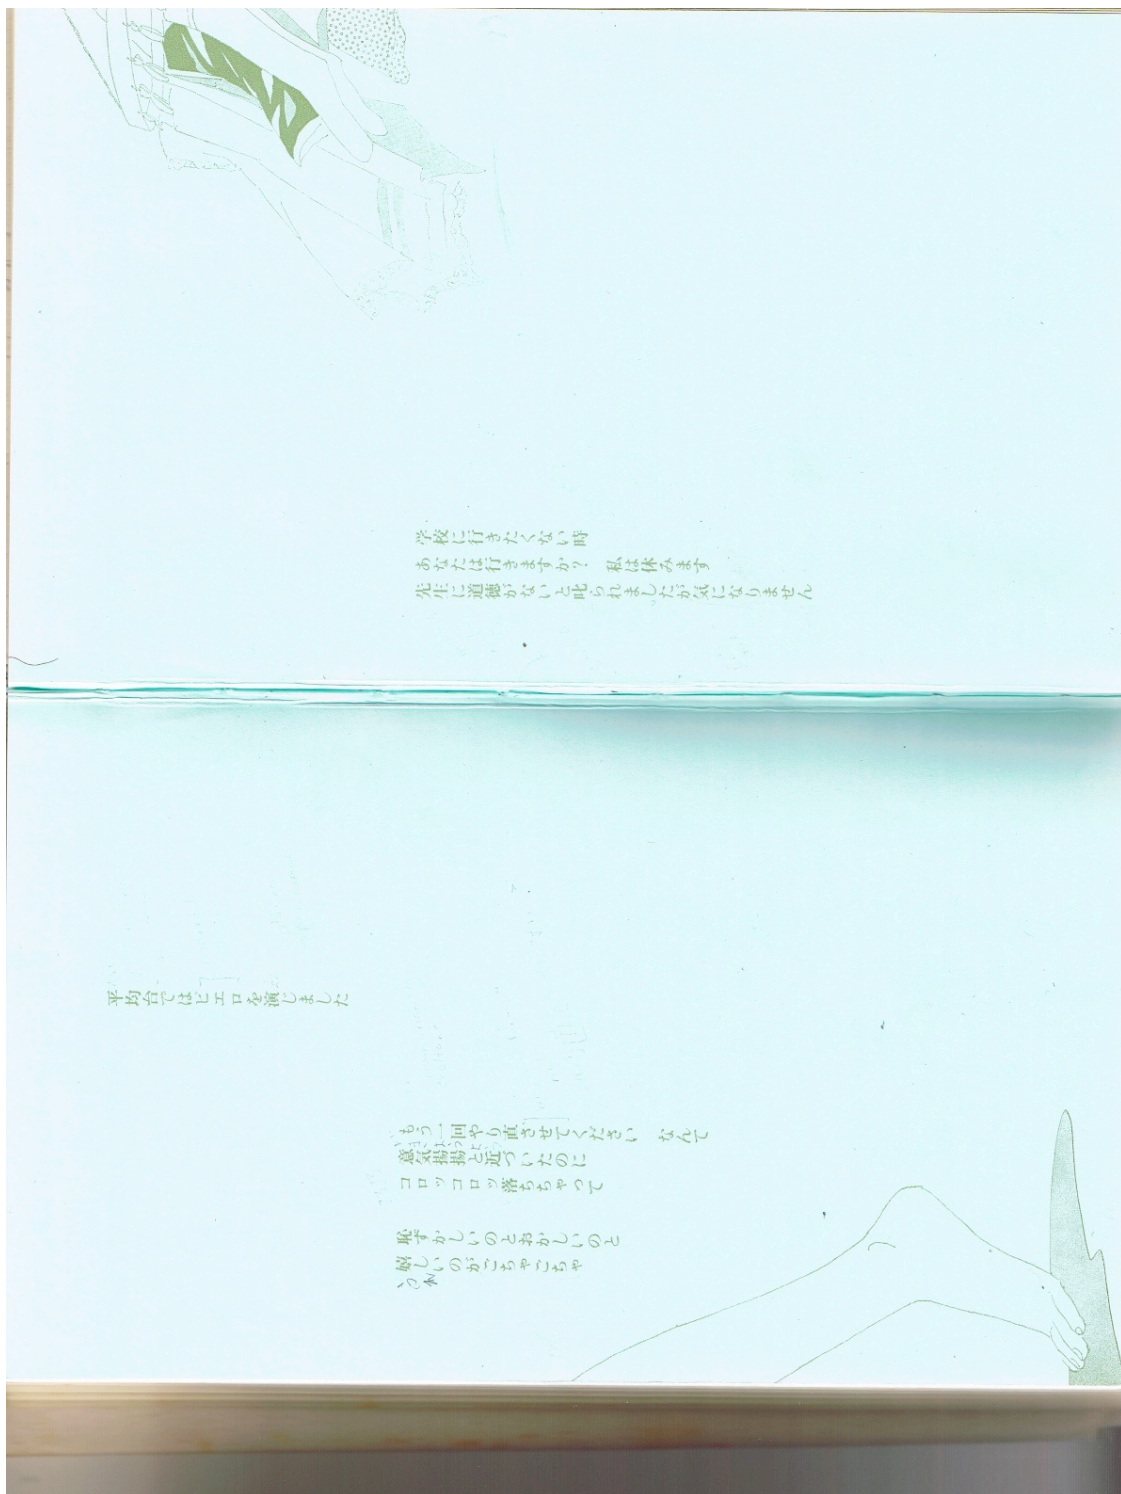 学校に行きたくない時
あなたは行きますか？　私は休みます
先生に道徳がないと叱られましたが気になりません
平均台ではピエロを演じました
もう一回やり直させてください　なんて
意気揚揚と近づいたのに
コロッコロッ落ちちゃって
恥ずかしいのとおかしいのと
嬉しいのがごちゃごちゃ